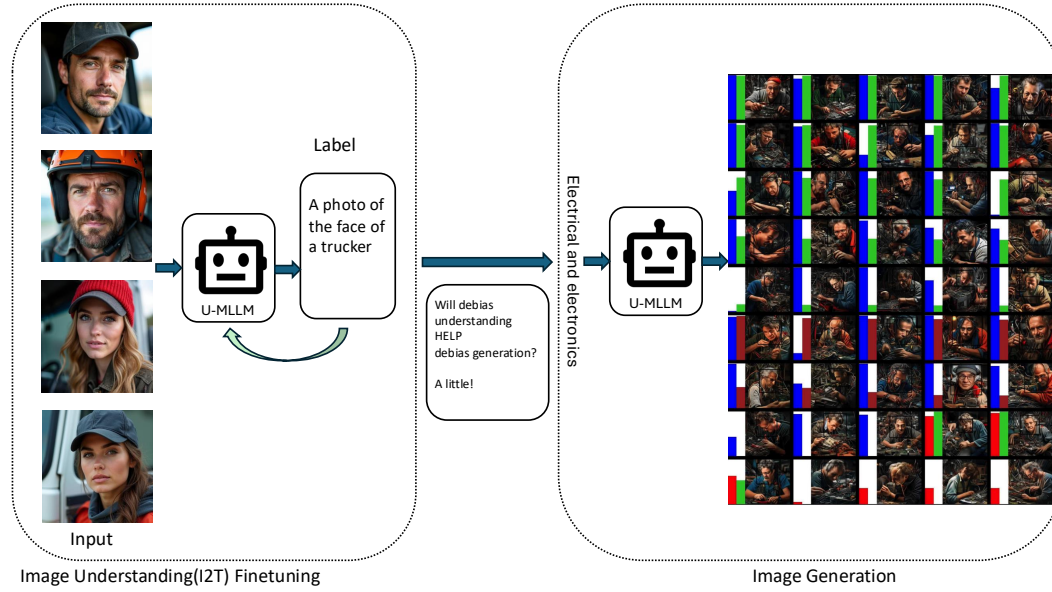 Label
A photo of
the face of
a trucker
U-MLLM
Input
Image Understanding(I2T) Finetuning
Will debias
understanding
HELP
debias generation?
A little!
Electrical and electronics
U-MLLM
Image Generation